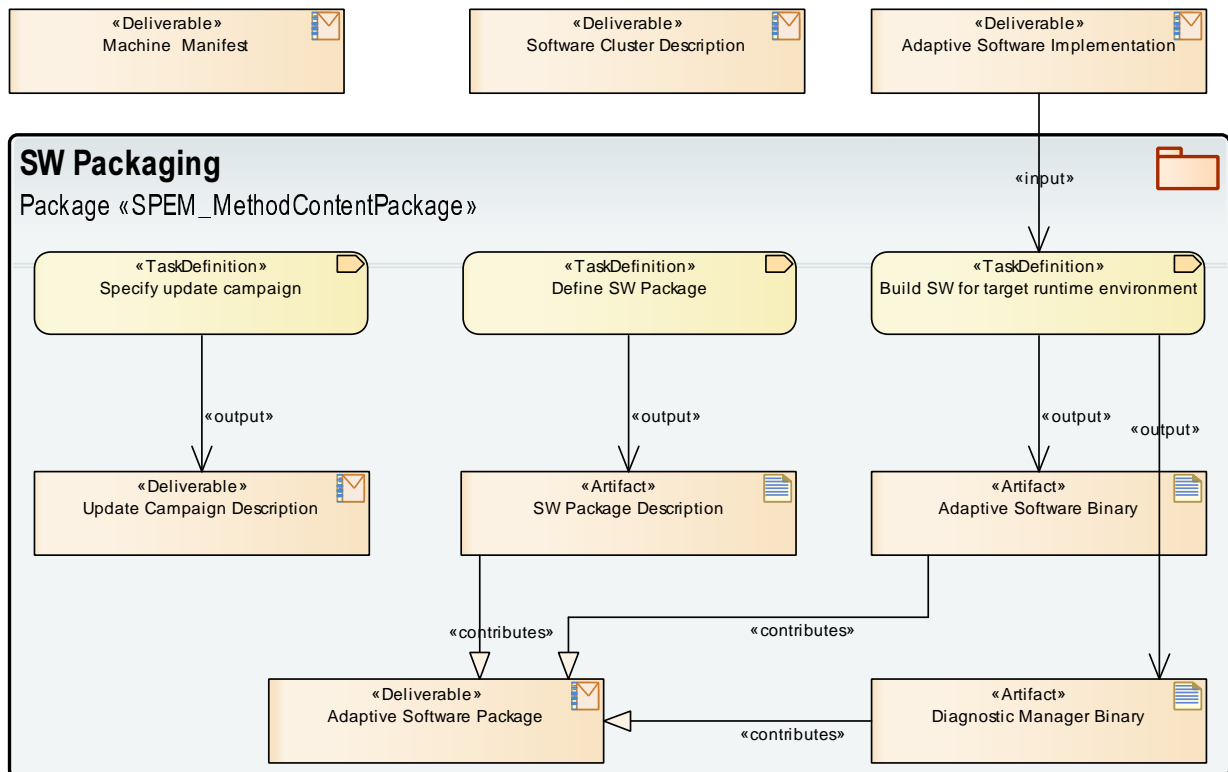 «Deliverable»
Machine  Manifest
«Deliverable»
Software Cluster Description
«Deliverable»
Adaptive Software Implementation
SW Packaging
Package «SPEM_MethodContentPackage»
«input»
«TaskDefinition»
Specify update campaign
«TaskDefinition»
Define SW Package
«TaskDefinition»
Build SW for target runtime environment
«output»
«output»
«output»
«output»
«Deliverable»
Update Campaign Description
«Artifact»
SW Package Description
«Artifact»
Adaptive Software Binary
«contributes»
«contributes»
«Deliverable»
Adaptive Software Package
«Artifact»
Diagnostic Manager Binary
«contributes»